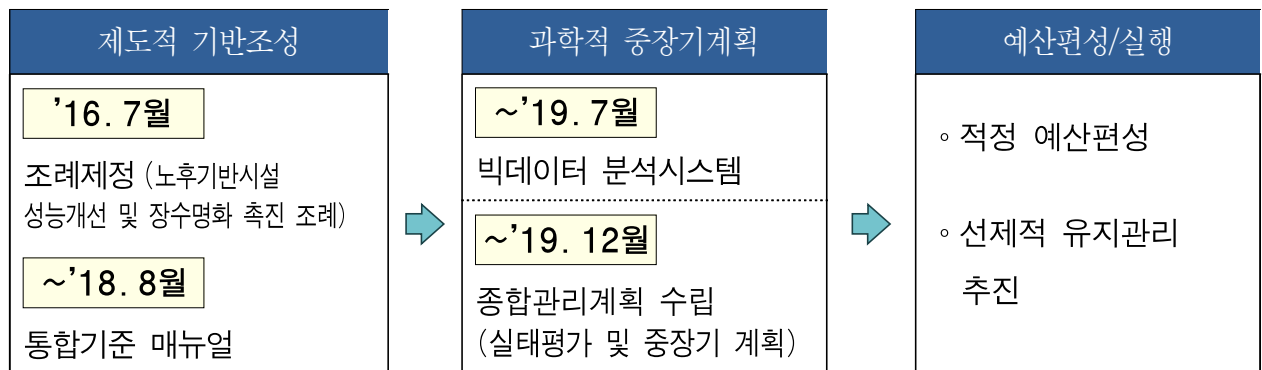 제도적 기반조성
’16. 7월
조례제정 (노후기반시설
성능개선 및 장수명화 촉진 조례)
~’18. 8월
통합기준 매뉴얼
과학적 중장기계획
~’19. 7월
빅데이터 분석시스템
~’19. 12월
종합관리계획 수립
(실태평가 및 중장기 계획)
예산편성/실행
◦ 적정 예산편성
◦ 선제적 유지관리
추진